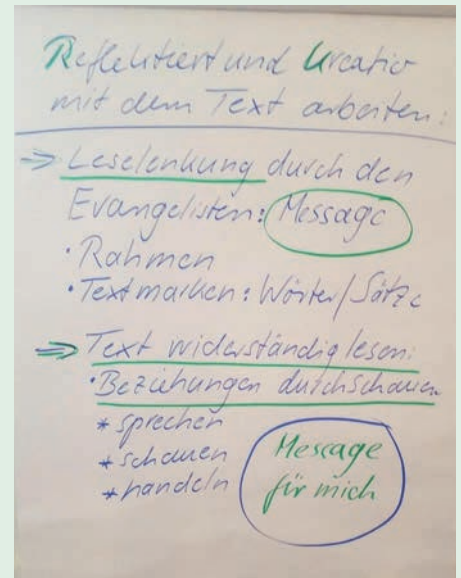 Reflektiert und Kreativ
mit dem Text arbeiten:
⇒ Leselenkung durch den
Evangelisten: Message
• Rahmen
• Textmarken: Wörter/Sätze
⇒ Text widerständig lesen:
• Beziehungen durchschauen
* sprechen
* schauen
* handeln
Message
für mich